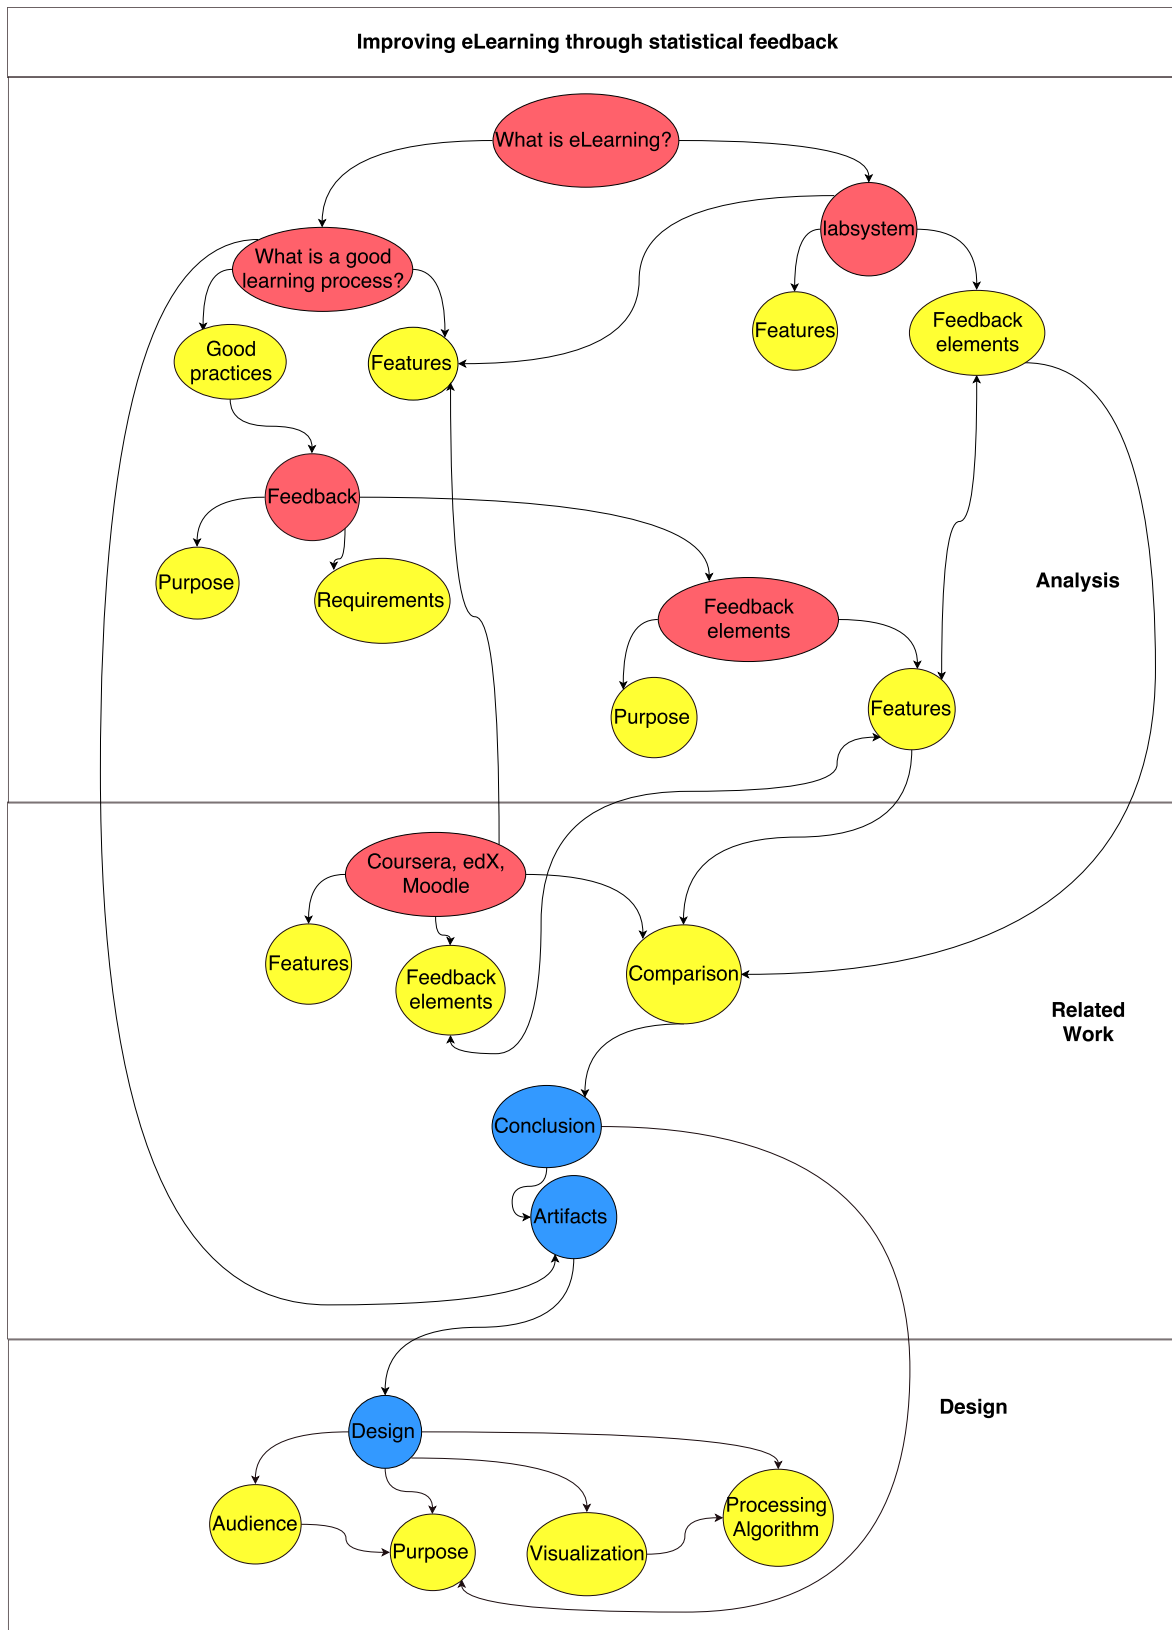 Improving eLearning through statistical feedback
What is eLearning?
labsystem
What is a good
learning process?
Features
Feedback
elements
Good
practices
Features
Feedback
Purpose
Requirements
Analysis
Feedback
elements
Purpose
Features
Coursera, edX,
Moodle
Features
Feedback
elements
Comparison
Related
Work
Conclusion
Artifacts
Design
Design
Audience
Purpose
Visualization
Processing
Algorithm